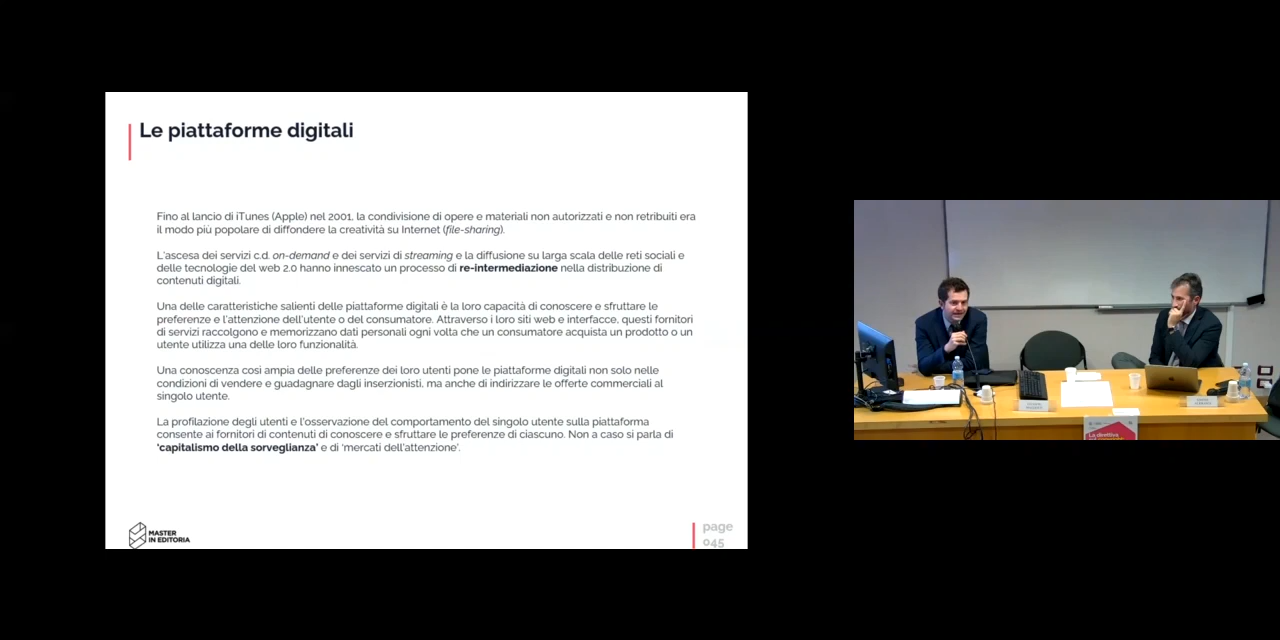 Le piattaforme digitali
Fino al lancio di iTunes (Apple) nel 2001, la condivisione di opere e materiali non autorizzati e non retribuiti era
il modo più popolare di diffondere la creatività su Internet (file-sharing).
L'ascesa dei servizi c.d. on-demand e dei servizi di streaming e la diffusione su larga scala delle reti sociali e
delle tecnologie del web 2.0 hanno innescato un processo di re-intermediazione nella distribuzione di
contenuti digitali.
Una delle caratteristiche salienti delle piattaforme digitali è la loro capacità di conoscere e sfruttare le
preferenze e l'attenzione dell'utente o del consumatore. Attraverso i loro siti web e interfacce, questi fornitori
di servizi raccolgono e memorizzano dati personali ogni volta che un consumatore acquista un prodotto o un
utente utilizza una delle loro funzionalità.
Una conoscenza così ampia delle preferenze dei loro utenti pone le piattaforme digitali non solo nelle
condizioni di vendere e guadagnare dagli inserzionisti, ma anche di indirizzare le offerte commerciali al
singolo utente.
La profilazione degli utenti e l'osservazione del comportamento del singolo utente sulla piattaforma
consente ai fornitori di contenuti di conoscere e sfruttare le preferenze di ciascuno. Non a caso si parla di
'capitalismo della sorveglianza' e di 'mercati dell'attenzione'.
MASTER
IN EDITORIA
page
045
La direttiva